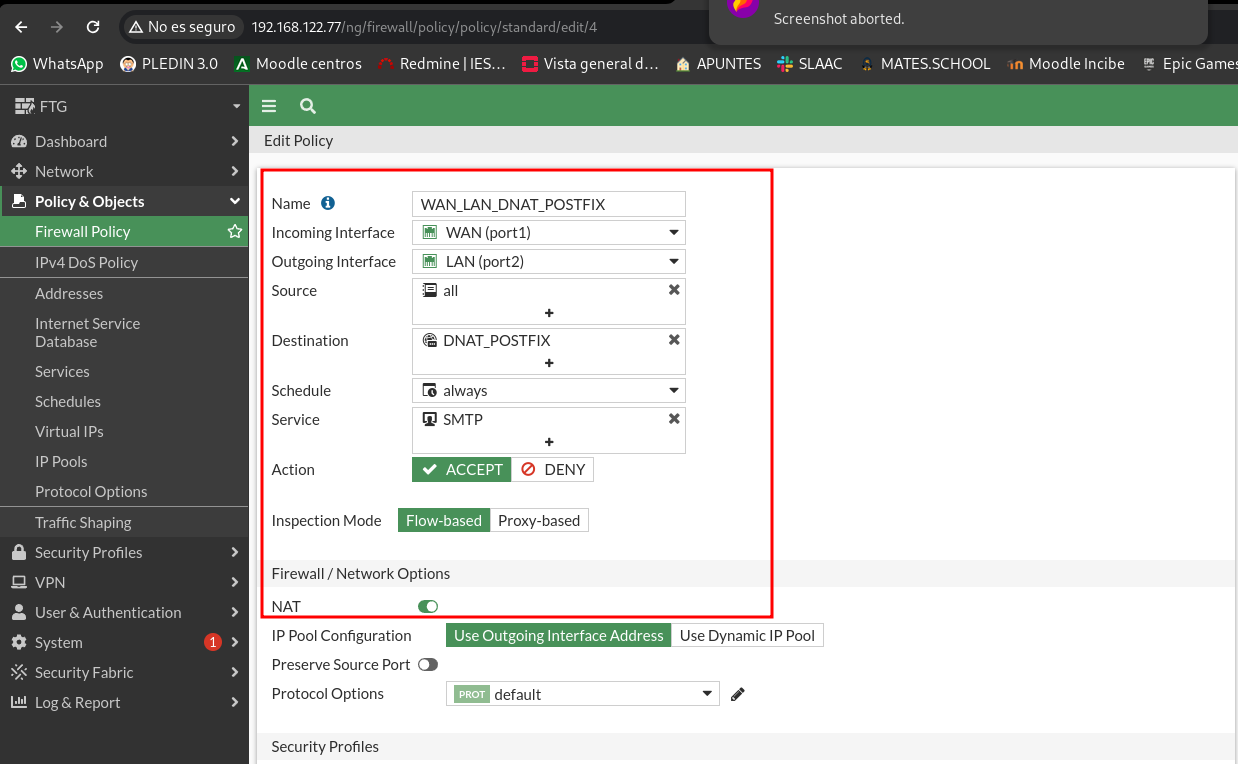 Screenshot aborted.
No es seguro 192.168.122.77/ng/firewall/policy/policy/standard/edit/4
WhatsApp PLEDIN 3.0 Moodle centros Redmine | IES... Vista general d... APUNTES SLAAC MATES.SCHOOL Moodle Incibe Epic Games
FTG
Dashboard
Network
Policy & Objects
Firewall Policy
IPv4 DoS Policy
Addresses
Internet Service
Database
Services
Schedules
Virtual IPs
IP Pools
Protocol Options
Traffic Shaping
Security Profiles
VPN
User & Authentication
System 1
Security Fabric
Log & Report
Edit Policy
Name WAN_LAN_DNAT_POSTFIX
Incoming Interface WAN (port1)
Outgoing Interface LAN (port2)
Source all
+
Destination DNAT_POSTFIX
+
Schedule always
Service SMTP
+
Action ACCEPT DENY
Inspection Mode Flow-based Proxy-based
Firewall / Network Options
NAT
IP Pool Configuration Use Outgoing Interface Address Use Dynamic IP Pool
Preserve Source Port
Protocol Options PROT default
Security Profiles